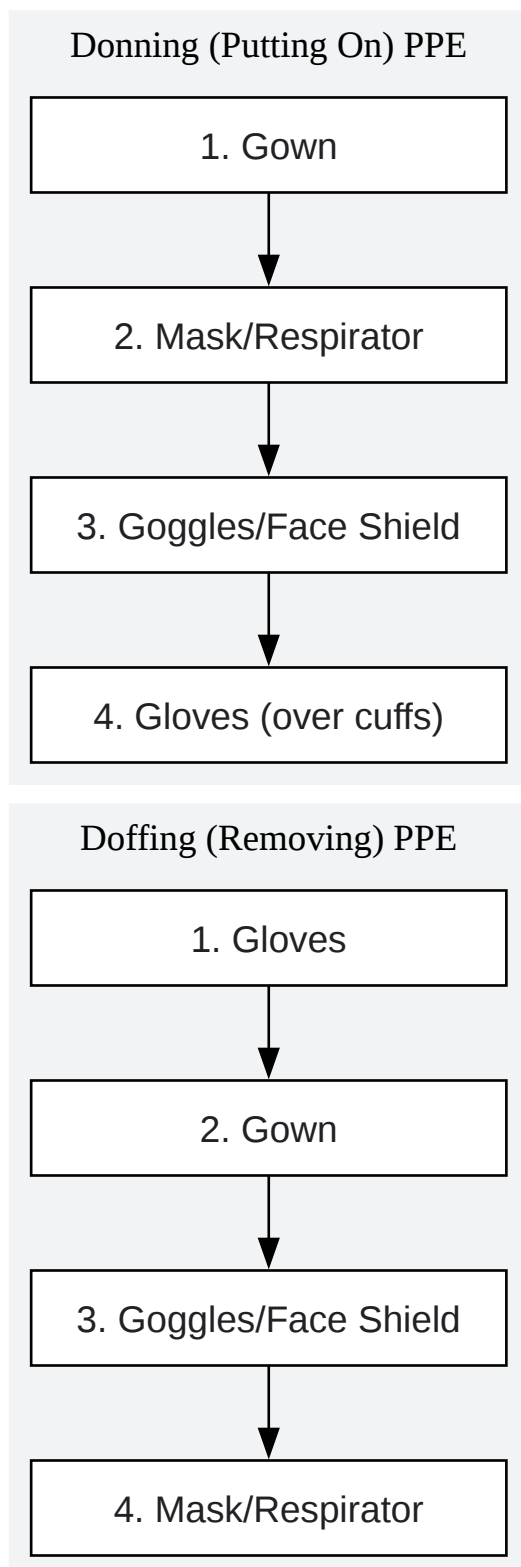 Donning (Putting On) PPE
1. Gown
2. Mask/Respirator
3. Goggles/Face Shield
4. Gloves (over cuffs)
Doffing (Removing) PPE
1. Gloves
2. Gown
3. Goggles/Face Shield
4. Mask/Respirator